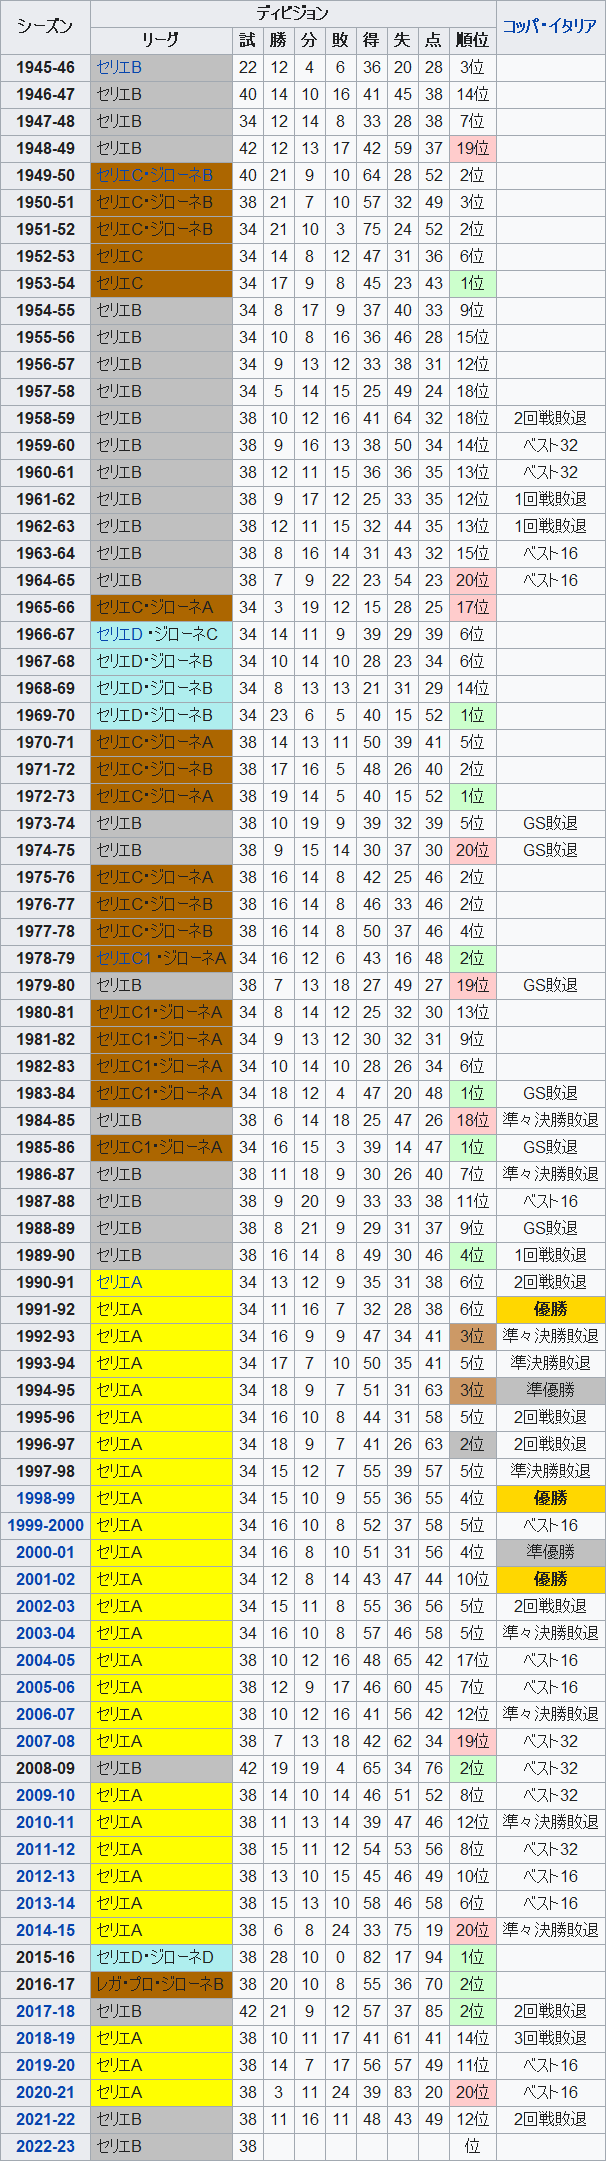 シーズン ディビジョン コッパ・イタリア
リーグ 試 勝 分 敗 得 失 点 順位
1945-46 セリエB 22 12 4 6 36 20 28 3位
1946-47 セリエB 40 14 10 16 41 45 38 14位
1947-48 セリエB 34 12 14 8 33 28 38 7位
1948-49 セリエB 42 12 13 17 42 59 37 19位
1949-50 セリエC・ジローネB 40 21 9 10 64 28 52 2位
1950-51 セリエC・ジローネB 38 21 7 10 57 32 49 3位
1951-52 セリエC・ジローネB 34 21 10 3 75 24 52 2位
1952-53 セリエC 34 14 8 12 47 31 36 6位
1953-54 セリエC 34 17 9 8 45 23 43 1位
1954-55 セリエB 34 8 17 9 37 40 33 9位
1955-56 セリエB 34 10 8 16 36 46 28 15位
1956-57 セリエB 34 9 13 12 33 38 31 12位
1957-58 セリエB 34 5 14 15 25 49 24 18位
1958-59 セリエB 38 10 12 16 41 64 32 18位 2回戦敗退
1959-60 セリエB 38 9 16 13 38 50 34 14位 ベスト32
1960-61 セリエB 38 12 11 15 36 36 35 13位 ベスト32
1961-62 セリエB 38 9 17 12 25 33 35 12位 1回戦敗退
1962-63 セリエB 38 12 11 15 32 44 35 13位 1回戦敗退
1963-64 セリエB 38 8 16 14 31 43 32 15位 ベスト16
1964-65 セリエB 38 7 9 22 23 54 23 20位 ベスト16
1965-66 セリエC・ジローネA 34 3 19 12 15 28 25 17位
1966-67 セリエD・ジローネC 34 14 11 9 39 29 39 6位
1967-68 セリエD・ジローネB 34 10 14 10 28 23 34 6位
1968-69 セリエD・ジローネB 34 8 13 13 21 31 29 14位
1969-70 セリエD・ジローネB 34 23 6 5 40 15 52 1位
1970-71 セリエC・ジローネA 38 14 13 11 50 39 41 5位
1971-72 セリエC・ジローネB 38 17 16 5 48 26 40 2位
1972-73 セリエC・ジローネA 38 19 14 5 40 15 52 1位
1973-74 セリエB 38 10 19 9 39 32 39 5位 GS敗退
1974-75 セリエB 38 9 15 14 30 37 30 20位 GS敗退
1975-76 セリエC・ジローネA 38 16 14 8 42 25 46 2位
1976-77 セリエC・ジローネB 38 16 14 8 46 33 46 2位
1977-78 セリエC・ジローネB 38 16 14 8 50 37 46 4位
1978-79 セリエC1・ジローネA 34 16 12 6 43 16 48 2位
1979-80 セリエB 38 7 13 18 27 49 27 19位 GS敗退
1980-81 セリエC1・ジローネA 34 8 14 12 25 32 30 13位
1981-82 セリエC1・ジローネA 34 9 13 12 30 32 31 9位
1982-83 セリエC1・ジローネA 34 10 14 10 28 26 34 6位
1983-84 セリエC1・ジローネA 34 18 12 4 47 20 48 1位 GS敗退
1984-85 セリエB 38 6 14 18 25 47 26 18位 準々決勝敗退
1985-86 セリエC1・ジローネA 34 16 15 3 39 14 47 1位 GS敗退
1986-87 セリエB 38 11 18 9 30 26 40 7位 準々決勝敗退
1987-88 セリエB 38 9 20 9 33 33 38 11位 ベスト16
1988-89 セリエB 38 8 21 9 29 31 37 9位 GS敗退
1989-90 セリエB 38 16 14 8 49 30 46 4位 1回戦敗退
1990-91 セリエA 34 13 12 9 35 31 38 6位 2回戦敗退
1991-92 セリエA 34 11 16 7 32 28 38 6位 優勝
1992-93 セリエA 34 16 9 9 47 34 41 3位 準々決勝敗退
1993-94 セリエA 34 17 7 10 50 35 41 5位 準決勝敗退
1994-95 セリエA 34 18 9 7 51 31 63 3位 準優勝
1995-96 セリエA 34 16 10 8 44 31 58 5位 2回戦敗退
1996-97 セリエA 34 18 9 7 41 26 63 2位 2回戦敗退
1997-98 セリエA 34 15 12 7 55 39 57 5位 準決勝敗退
1998-99 セリエA 34 15 10 9 55 36 55 4位 優勝
1999-2000 セリエA 34 16 10 8 52 37 58 5位 ベスト16
2000-01 セリエA 34 16 8 10 51 31 56 4位 準優勝
2001-02 セリエA 34 12 8 14 43 47 44 10位 優勝
2002-03 セリエA 34 15 11 8 55 36 56 5位 2回戦敗退
2003-04 セリエA 34 16 10 8 57 46 58 5位 準々決勝敗退
2004-05 セリエA 38 10 12 16 48 65 42 17位 ベスト16
2005-06 セリエA 38 12 9 17 46 60 45 7位 ベスト16
2006-07 セリエA 38 10 12 16 41 56 42 12位 準々決勝敗退
2007-08 セリエA 38 7 13 18 42 62 34 19位 ベスト32
2008-09 セリエB 42 19 19 4 65 34 76 2位 ベスト32
2009-10 セリエA 38 14 10 14 46 51 52 8位 ベスト32
2010-11 セリエA 38 11 13 14 39 47 46 12位 準々決勝敗退
2011-12 セリエA 38 15 11 12 54 53 56 8位 ベスト32
2012-13 セリエA 38 13 10 15 45 46 49 10位 ベスト16
2013-14 セリエA 38 15 13 10 58 46 58 6位 ベスト16
2014-15 セリエA 38 6 8 24 33 75 19 20位 準々決勝敗退
2015-16 セリエD・ジローネD 38 28 10 0 82 17 94 1位
2016-17 レガ・プロ・ジローネB 38 20 10 8 55 36 70 2位
2017-18 セリエB 42 21 9 12 57 37 85 2位 2回戦敗退
2018-19 セリエA 38 10 11 17 41 61 41 14位 3回戦敗退
2019-20 セリエA 38 14 7 17 56 57 49 11位 ベスト16
2020-21 セリエA 38 3 11 24 39 83 20 20位 ベスト16
2021-22 セリエB 38 11 16 11 48 43 49 12位 2回戦敗退
2022-23 セリエB 38 位